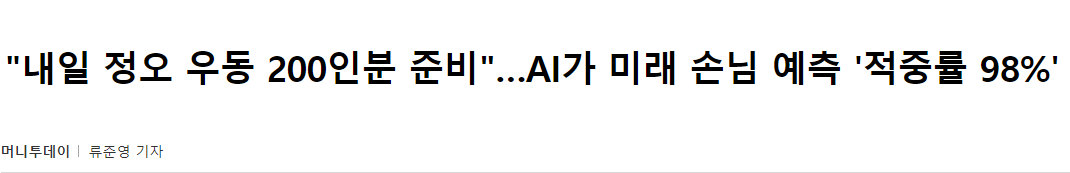 "내일 정오 우동 200인분 준비"...AI가 미래 손님 예측 '적중률 98%'
머니투데이 | 류준영 기자